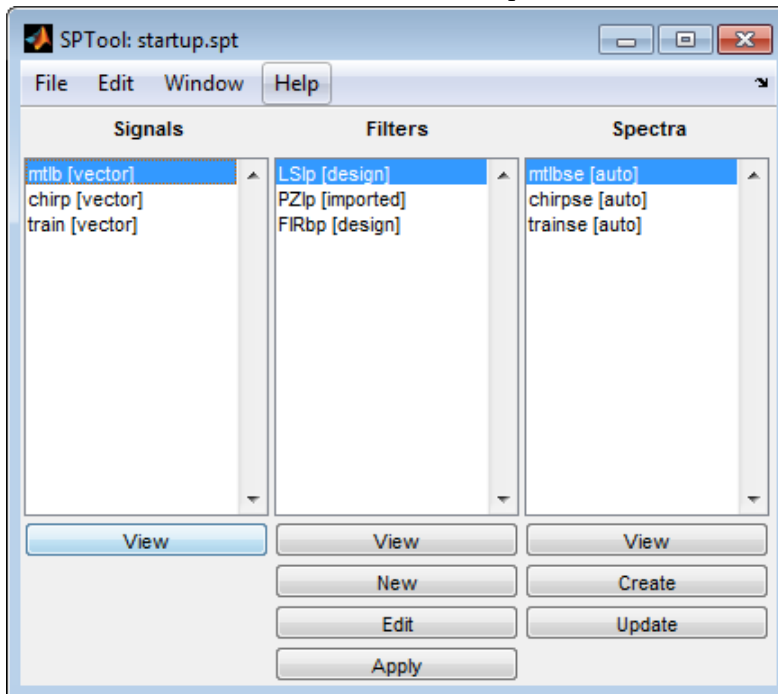 SPTool: startup.spt
File Edit Window Help
Signals Filters Spectra
mtlb [vector] LSlp [design] mtlbse [auto]
chirp [vector] PZlp [imported] chirpse [auto]
train [vector] FIRbp [design] trainse [auto]
View View View
New Create
Edit Update
Apply